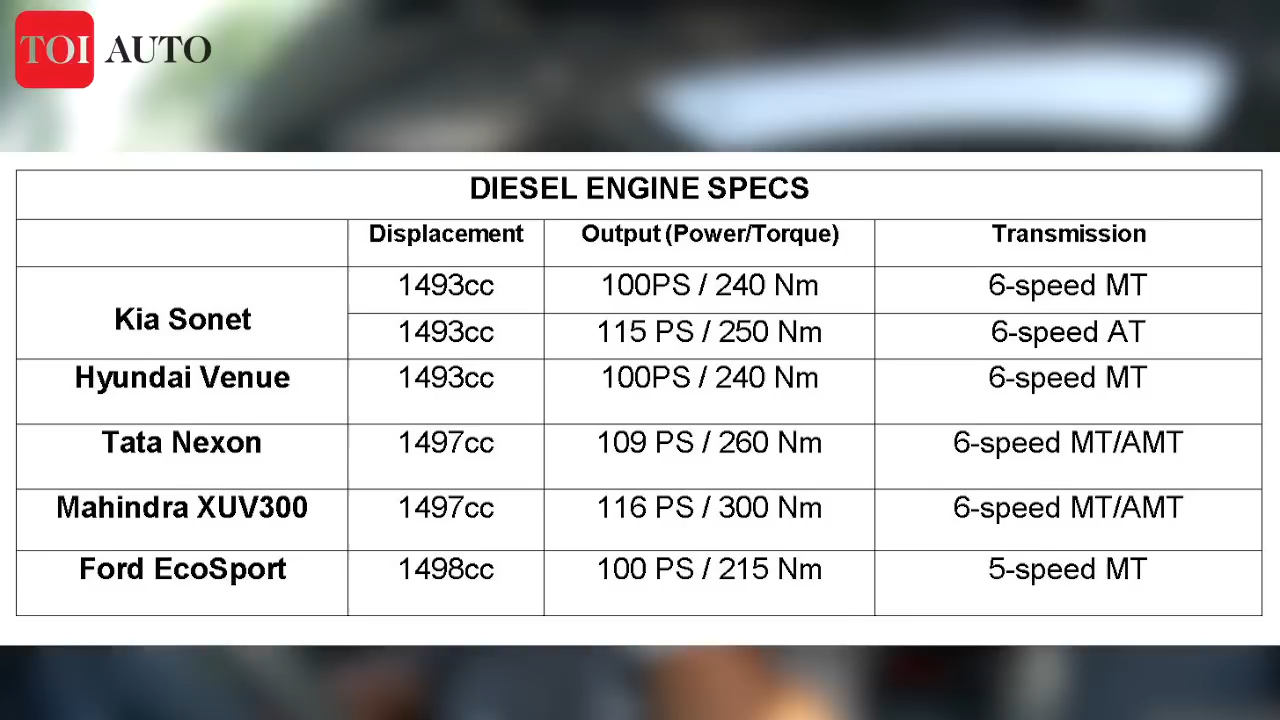 TOI AUTO
DIESEL ENGINE SPECS
Displacement Output (Power/Torque) Transmission
Kia Sonet
1493cc 100PS / 240 Nm 6-speed MT
1493cc 115 PS / 250 Nm 6-speed AT
Hyundai Venue 1493cc 100PS / 240 Nm 6-speed MT
Tata Nexon 1497cc 109 PS / 260 Nm 6-speed MT/AMT
Mahindra XUV300 1497cc 116 PS / 300 Nm 6-speed MT/AMT
Ford EcoSport 1498cc 100 PS / 215 Nm 5-speed MT